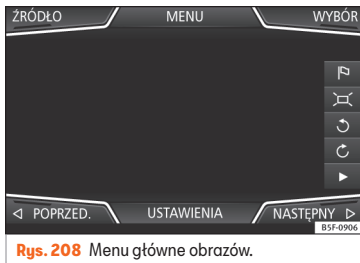 ŹRÓDŁO MENU WYBÓR
◁ POPRZED. USTAWIENIA NASTĘPNY ▷
B5F-0906
Rys. 208 Menu główne obrazów.